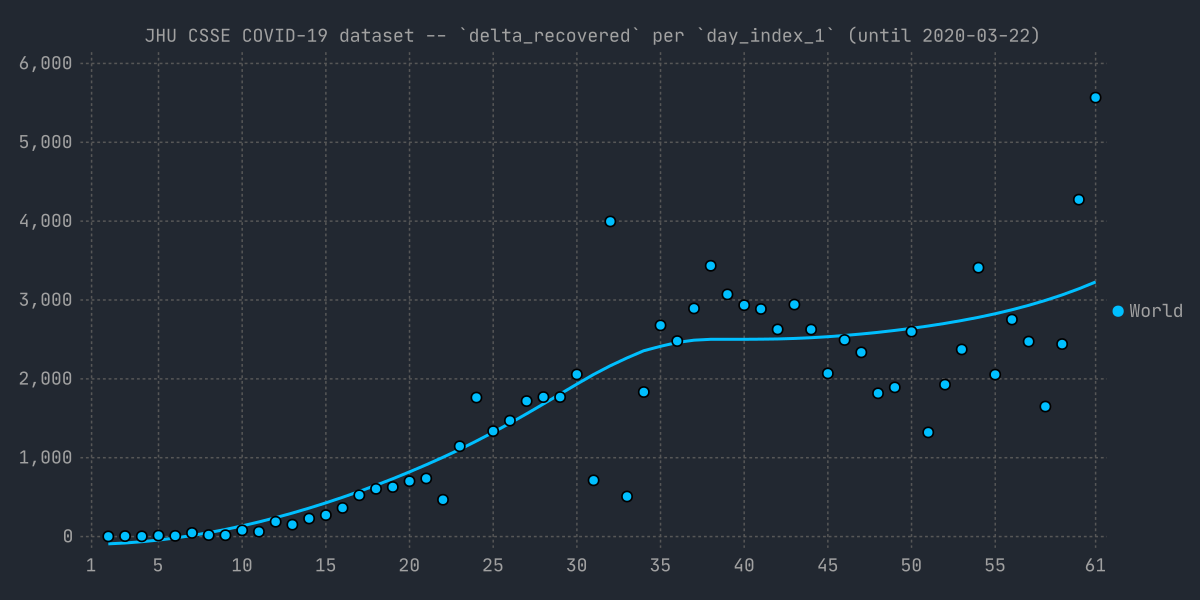 JHU CSSE COVID-19 dataset -- `delta_recovered` per `day_index_1` (until 2020-03-22)
6,000
5,000
4,000
3,000
2,000
1,000
0
1 5 10 15 20 25 30 35 40 45 50 55 61
World